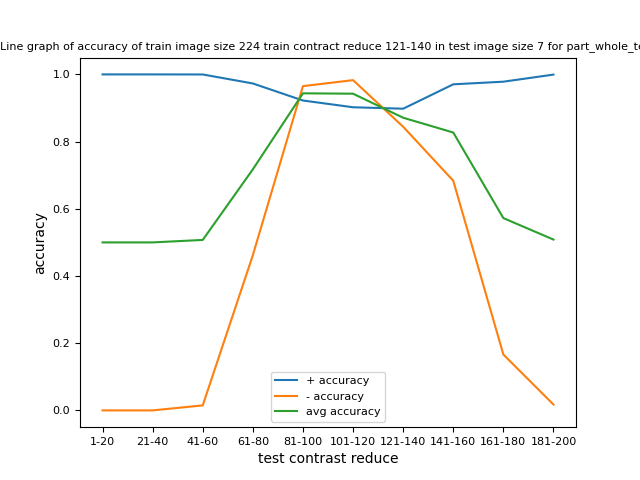 Line graph of accuracy of train image size 224 train contract reduce 121-140 in test image size 7 for
1.0
0.8
0.6
0.4
0.2
0.0
accuracy
+ accuracy
- accuracy
avg accuracy
1-20 21-40 41-60 61-80 81-100 101-120 121-140 141-160 161-180 181-200
test contrast reduce